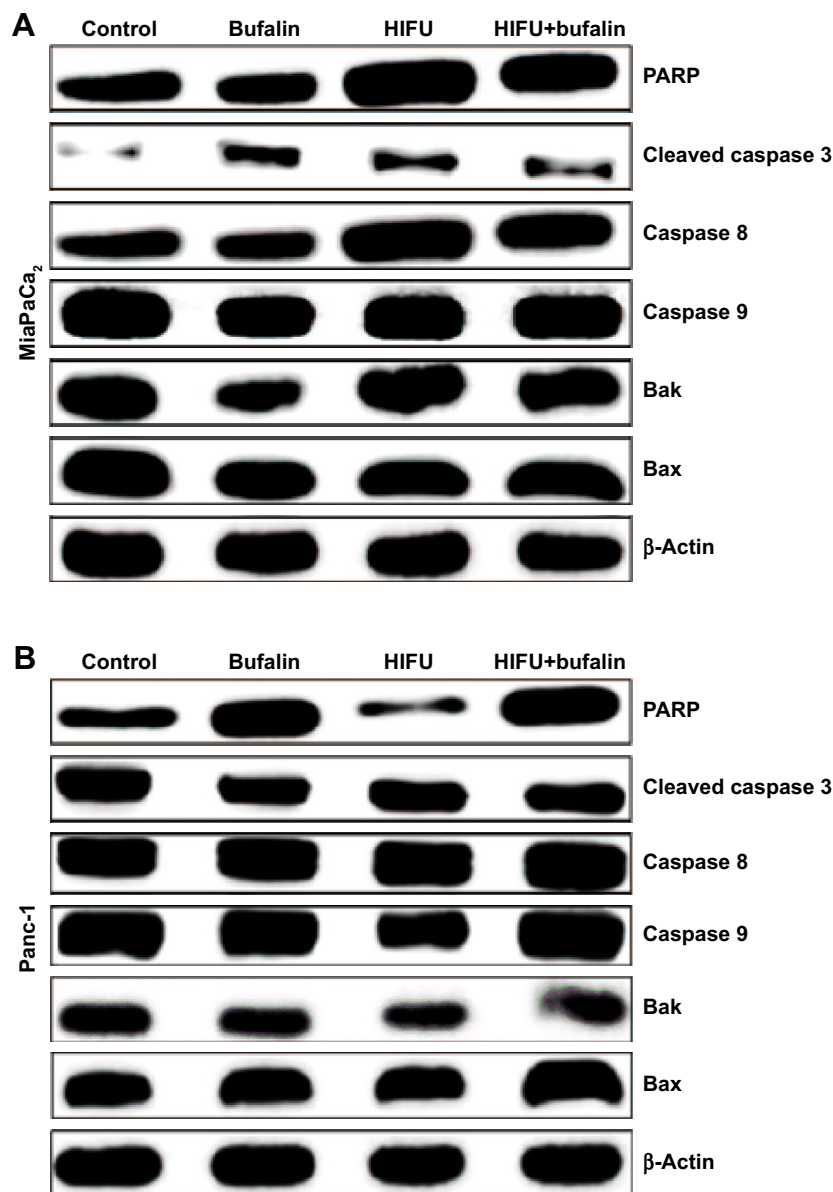 A
Control Bufalin HIFU HIFU+bufalin
PARP
Cleaved caspase 3
Caspase 8
Caspase 9
Bak
Bax
β-Actin
MiaPaCa₂
B
Control Bufalin HIFU HIFU+bufalin
PARP
Cleaved caspase 3
Caspase 8
Caspase 9
Bak
Bax
β-Actin
Panc-1